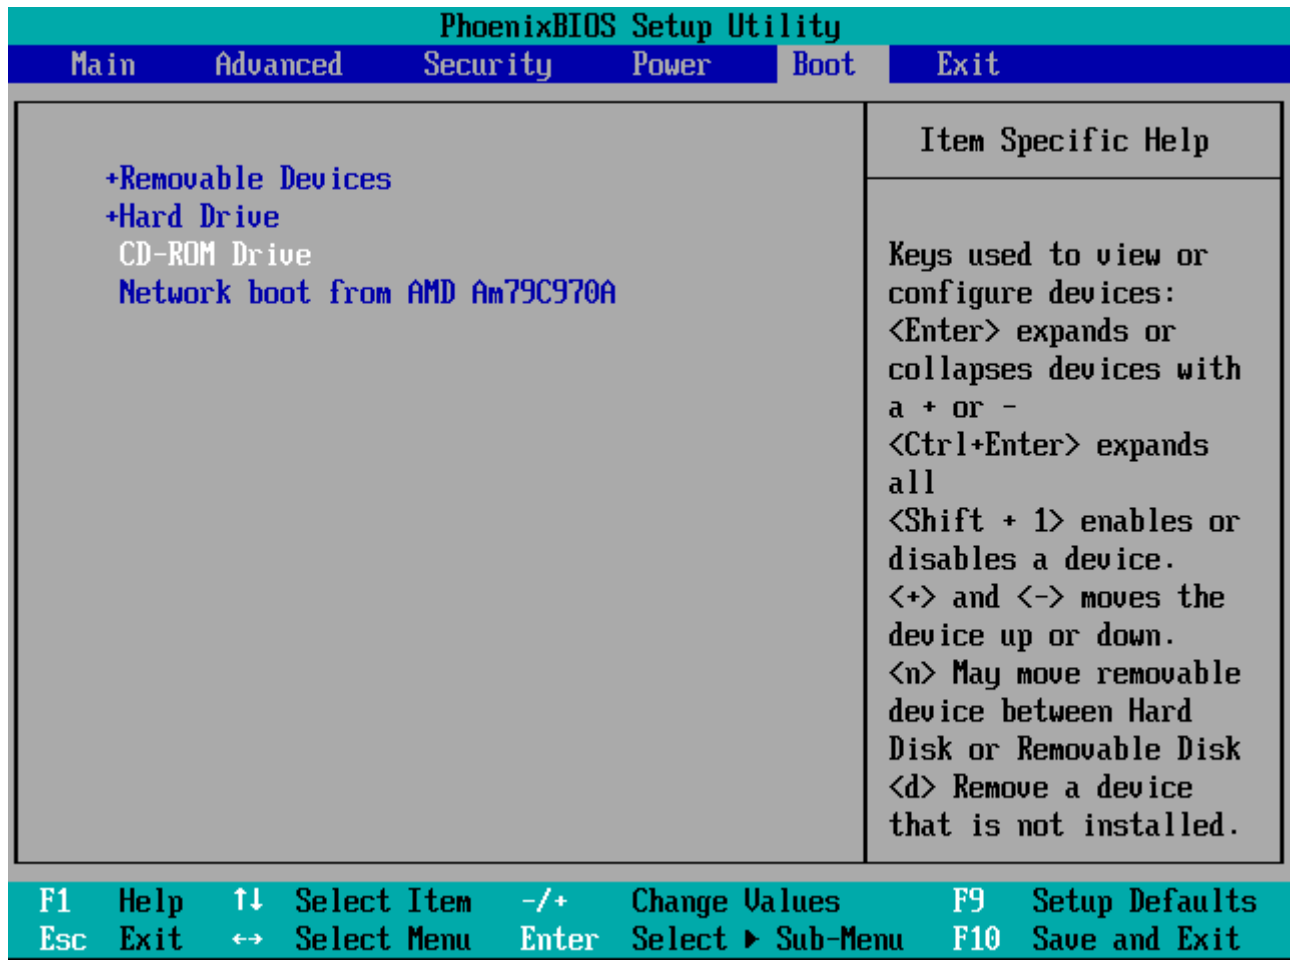 PhoenixBIOS Setup Utility
Main Advanced Security Power Boot Exit
+Removable Devices
+Hard Drive
CD-ROM Drive
Network boot from AMD Am79C970A
Item Specific Help
Keys used to view or
configure devices:
<Enter> expands or
collapses devices with
a + or -
<Ctrl+Enter> expands
all
<Shift + 1> enables or
disables a device.
<+> and <-> moves the
device up or down.
<n> May move removable
device between Hard
Disk or Removable Disk
<d> Remove a device
that is not installed.
F1 Help ↑↓ Select Item -/+ Change Values F9 Setup Defaults
Esc Exit ↔ Select Menu Enter Select ▶ Sub-Menu F10 Save and Exit